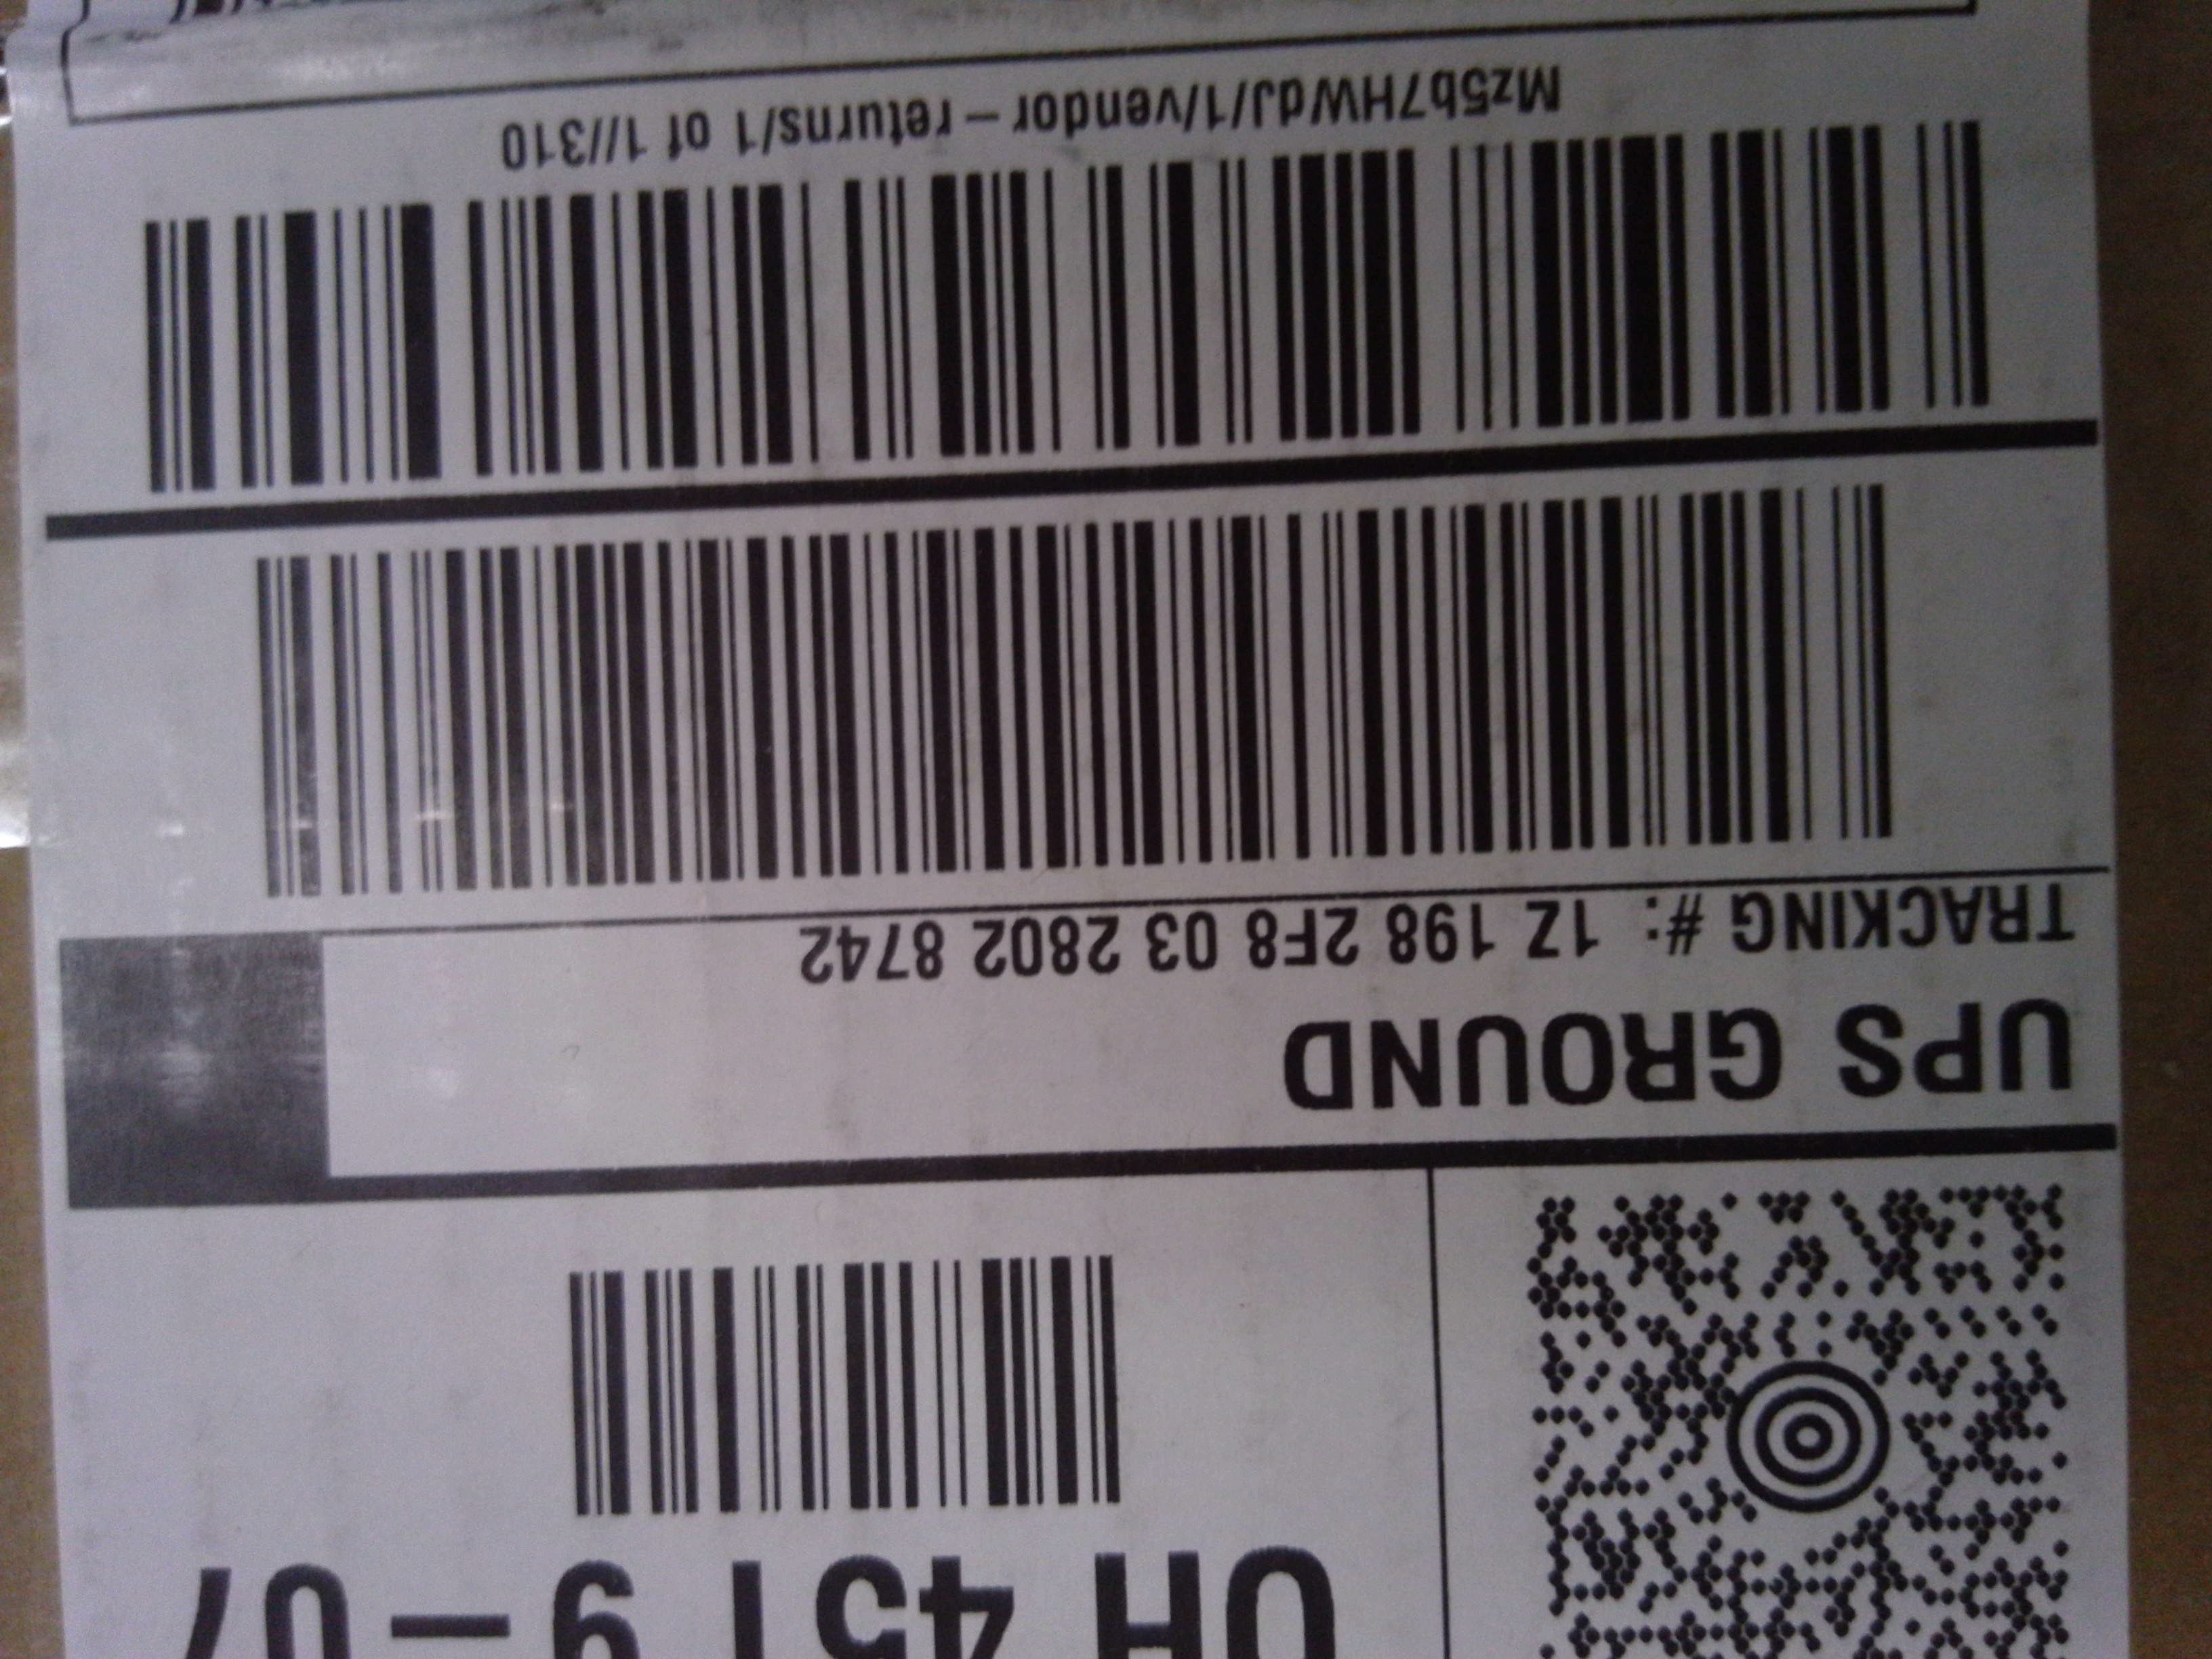 OH 451 9-07
UPS GROUND
TRACKING #: 1Z 198 2F8 03 2802 8742
Mz5b7HWdJ/1/vendor-returns/1 of 1//310